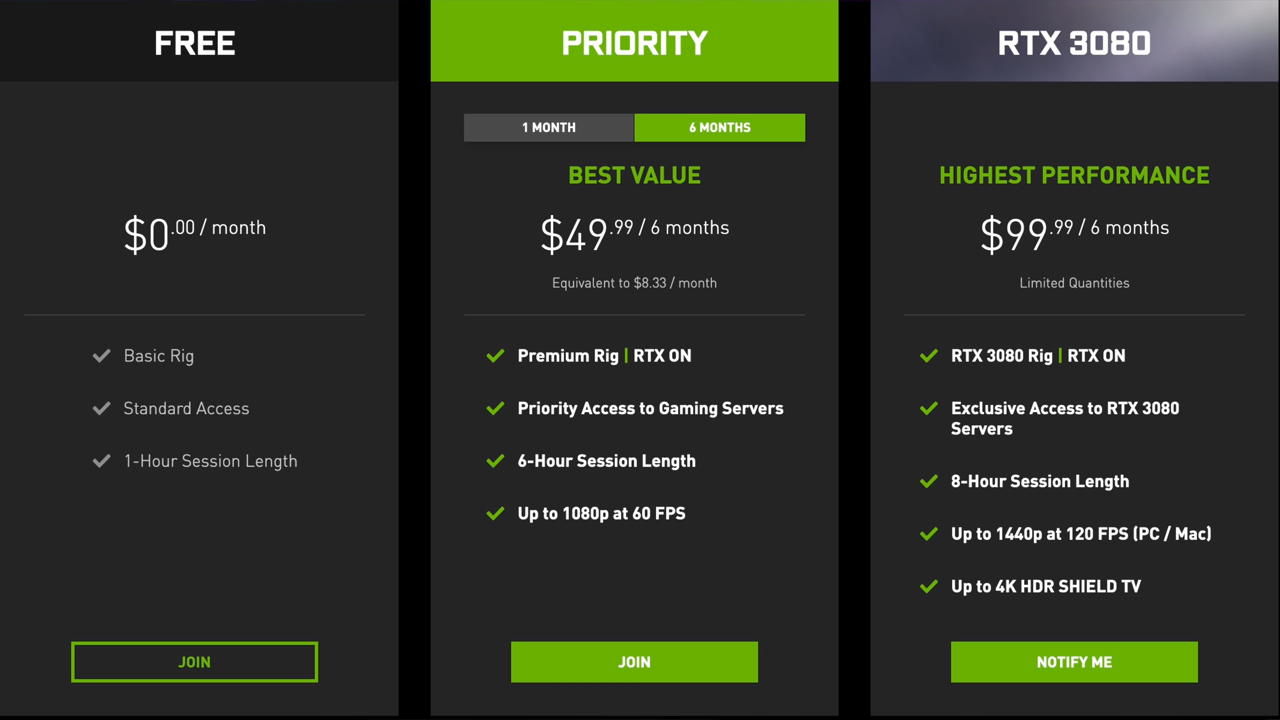 FREE
$0.00 / month
Basic Rig
Standard Access
1-Hour Session Length
JOIN
PRIORITY
1 MONTH
6 MONTHS
BEST VALUE
$49.99 / 6 months
Equivalent to $8.33 / month
Premium Rig | RTX ON
Priority Access to Gaming Servers
6-Hour Session Length
Up to 1080p at 60 FPS
JOIN
RTX 3080
HIGHEST PERFORMANCE
$99.99 / 6 months
Limited Quantities
RTX 3080 Rig | RTX ON
Exclusive Access to RTX 3080
Servers
8-Hour Session Length
Up to 1440p at 120 FPS (PC / Mac)
Up to 4K HDR SHIELD TV
NOTIFY ME